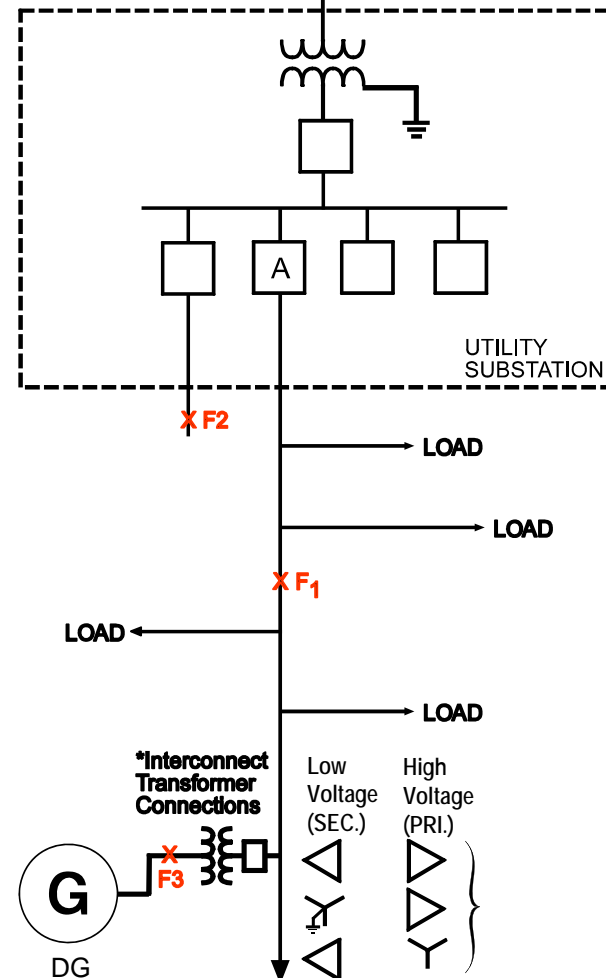 A
UTILITY
SUBSTATION
X F2
LOAD
LOAD
X F1
LOAD
LOAD
*Interconnect
Transformer
Connections
Low
Voltage
(SEC.)
High
Voltage
(PRI.)
X
F3
G
DG